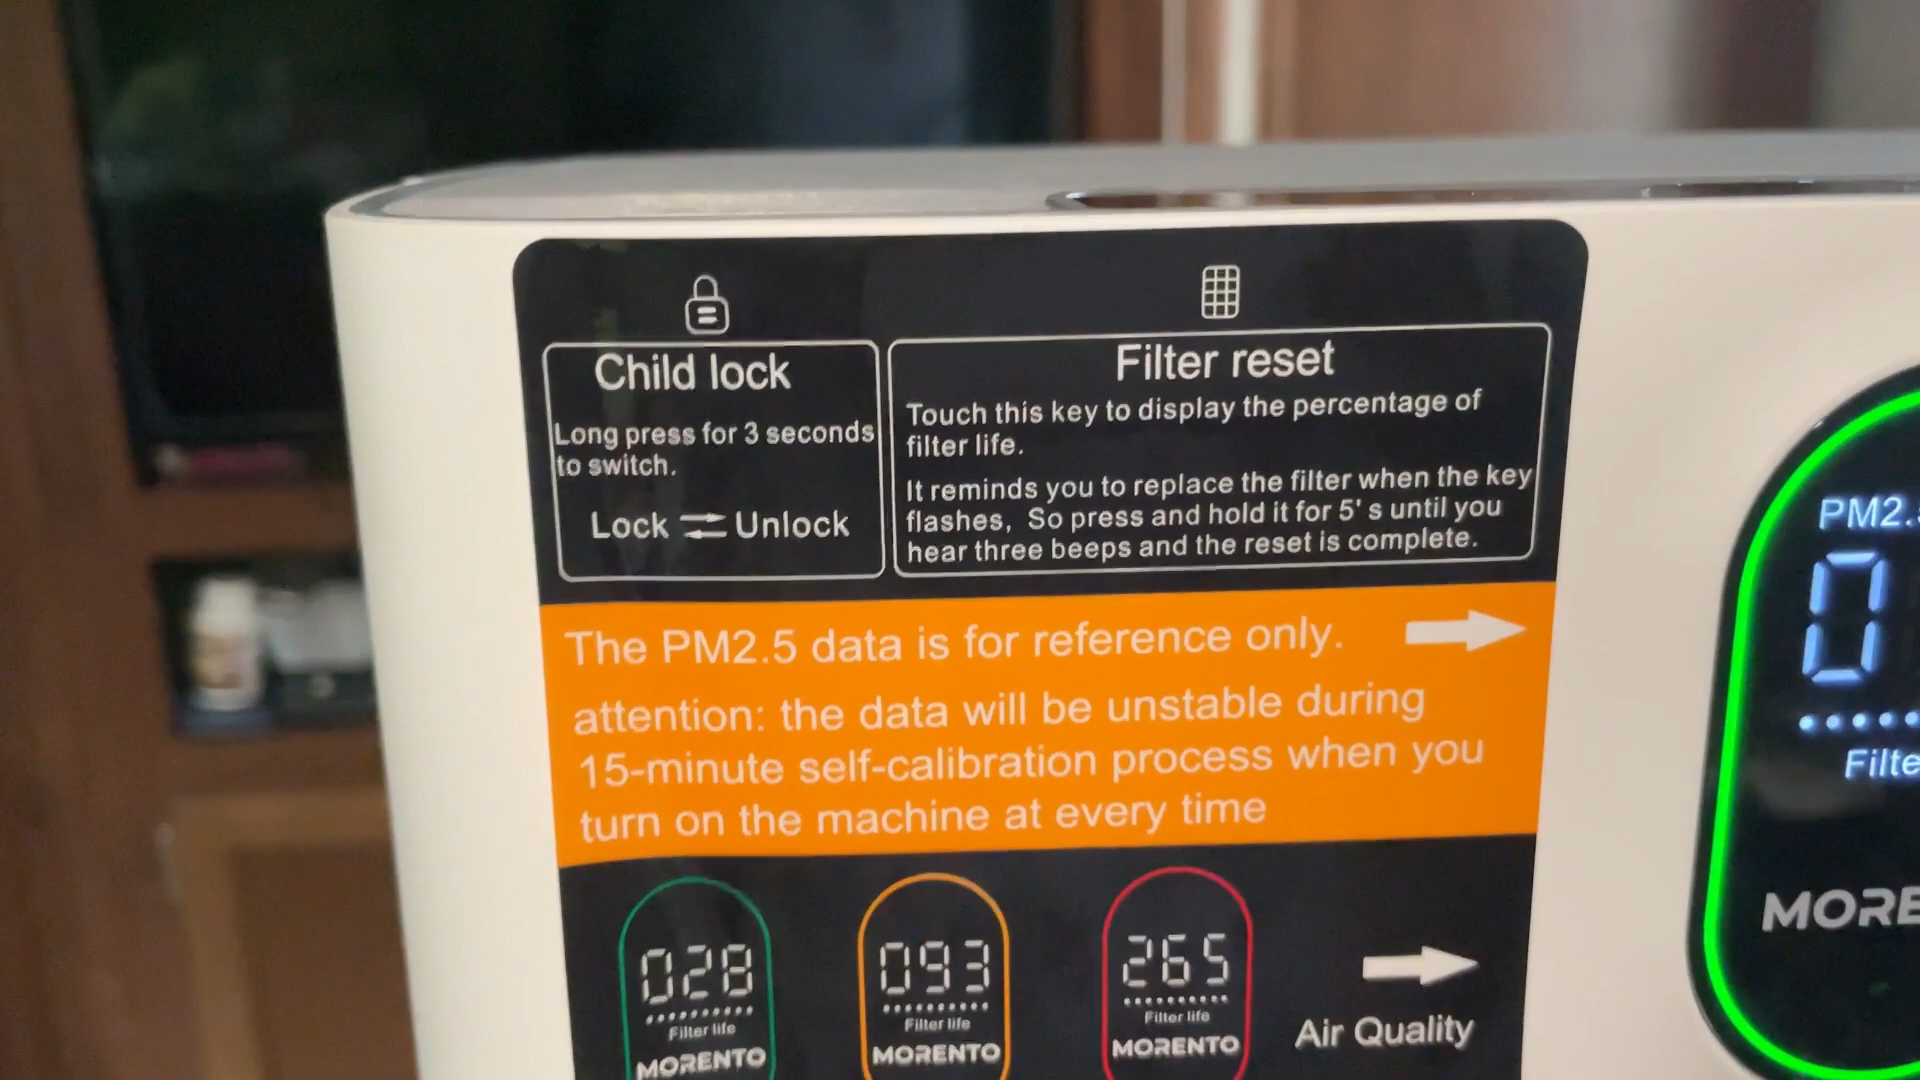 Child lock
Long press for 3 seconds
to switch.
Lock ⇌ Unlock
Filter reset
Touch this key to display the percentage of
filter life.
It reminds you to replace the filter when the key
flashes, So press and hold it for 5's until you
hear three beeps and the reset is complete.
The PM2.5 data is for reference only.
attention: the data will be unstable during
15-minute self-calibration process when you
turn on the machine at every time
028
Filter life
MORENTO
093
Filter life
MORENTO
265
Filter life
MORENTO
Air Quality
PM2.
0
Filte
MORE